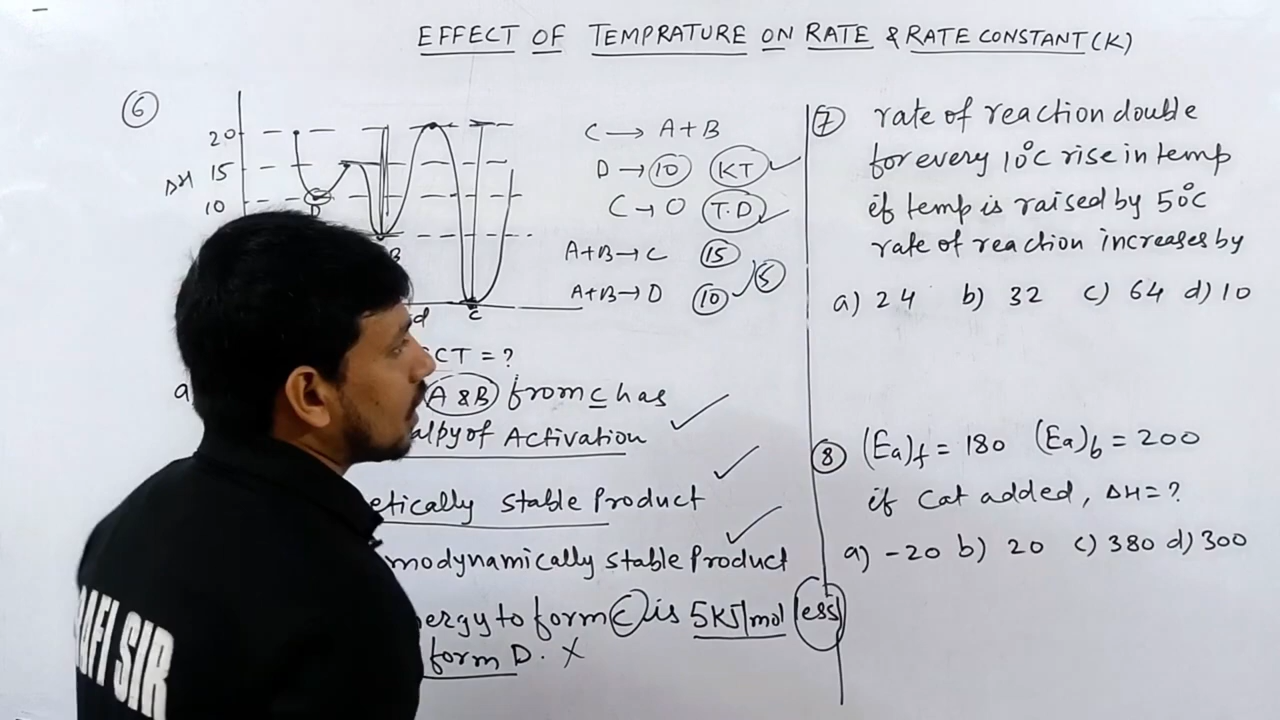 EFFECT OF TEMPRATURE ON RATE & RATE CONSTANT (K)
6
20
15
10
ΔH
D
B
C
C → A+B
D → 10 KT ✓
C → 0 T.D ✓
A+B → C 15
A+B → D 10 5
CT = ?
a
A & B from c has
alpy of Activation ✓
etically stable Product ✓
modynamically stable Product ✓
ergy to form C is 5KJ/mol less
form D. ×
7 rate of reaction double
for every 10°C rise in temp
if temp is raised by 50°C
rate of reaction increases by
a) 24 b) 32 c) 64 d) 10
8 (Ea)f = 180 (Ea)b = 200
if Cat added, ΔH = ?
a) -20 b) 20 c) 380 d) 300
RAFI SIR